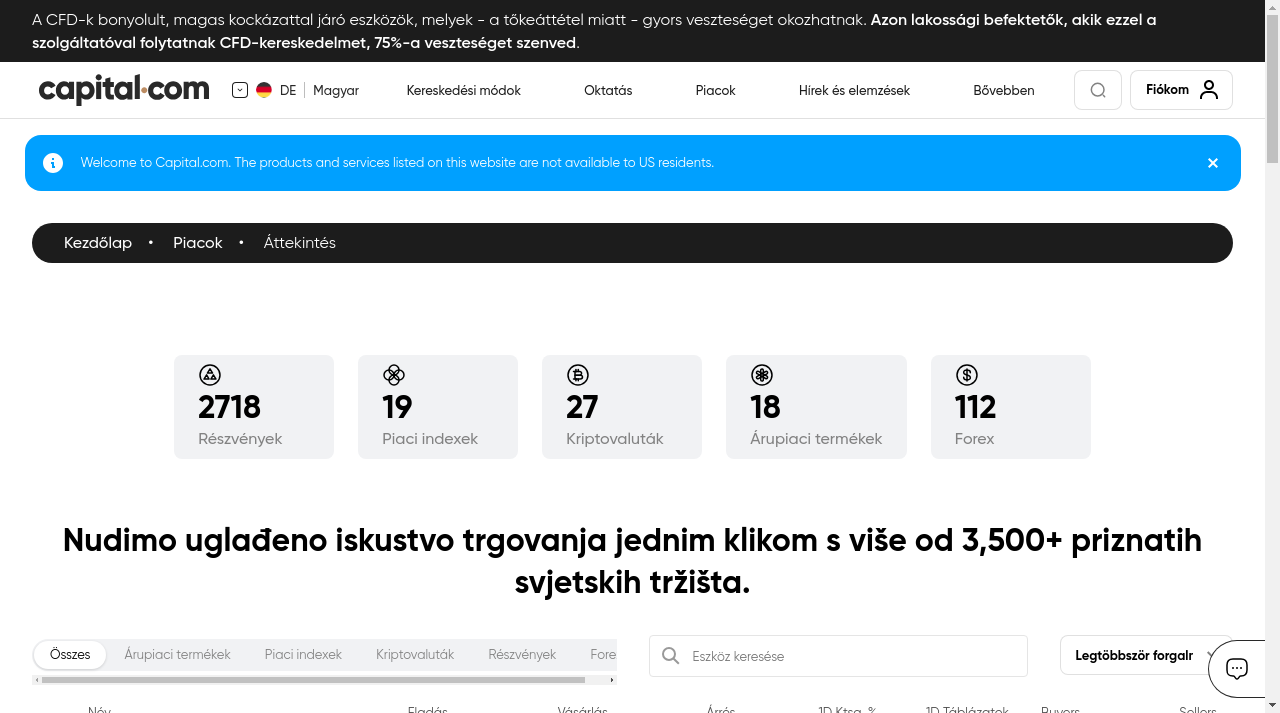 A CFD-k bonyolult, magas kockázattal járó eszközök, melyek - a tőkeáttétel miatt - gyors veszteséget okozhatnak. Azon lakossági befektetők, akik ezzel a
szolgáltatóval folytatnak CFD-kereskedelmet, 75%-a veszteséget szenved.
capital.com DE Magyar Kereskedési módok Oktatás Piacok Hírek és elemzések Bővebben Fiókom
Welcome to Capital.com. The products and services listed on this website are not available to US residents.
Kezdőlap • Piacok • Áttekintés
2718 19 27 18 112
Részvények Piaci indexek Kriptovaluták Árupiaci termékek Forex
Nudimo uglađeno iskustvo trgovanja jednim klikom s više od 3,500+ priznatih
svjetskih tržišta.
Összes Árupiaci termékek Piaci indexek Kriptovaluták Részvények Fore Eszköz keresése Legtöbbször forgalr
Név Eladás Vásárlás Árrés 1D Ktsg. % 1D Táblázatok Buyers Sellers